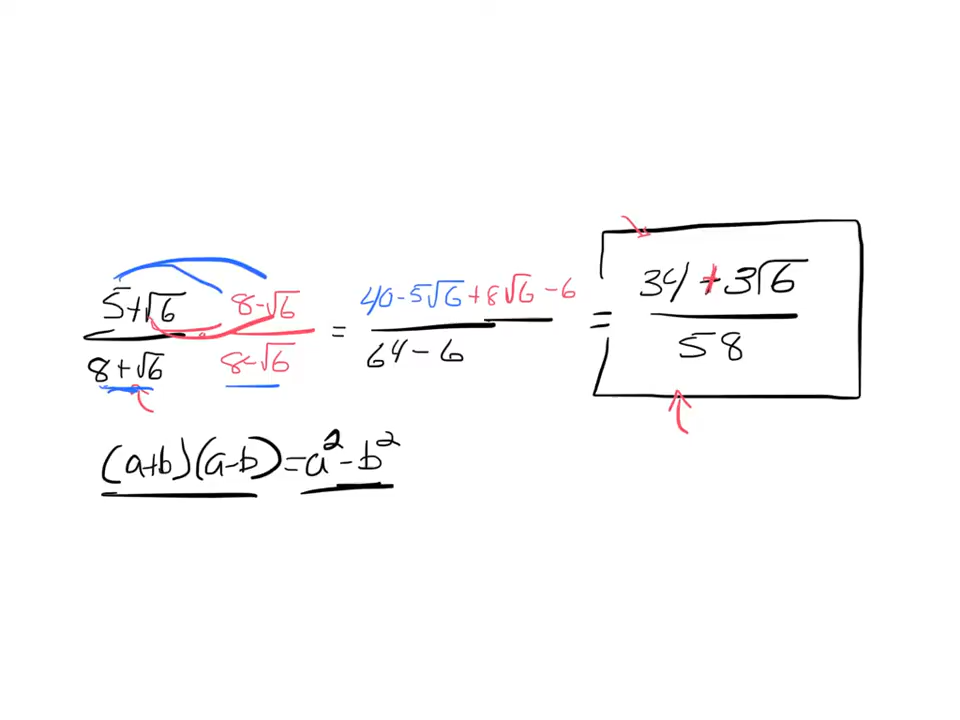 5+√6 / 8+√6 8-√6 / 8-√6 = 40-5√6+8√6-6 / 64-6 = 34+3√6 / 58
(a+b)(a-b)=a²-b²